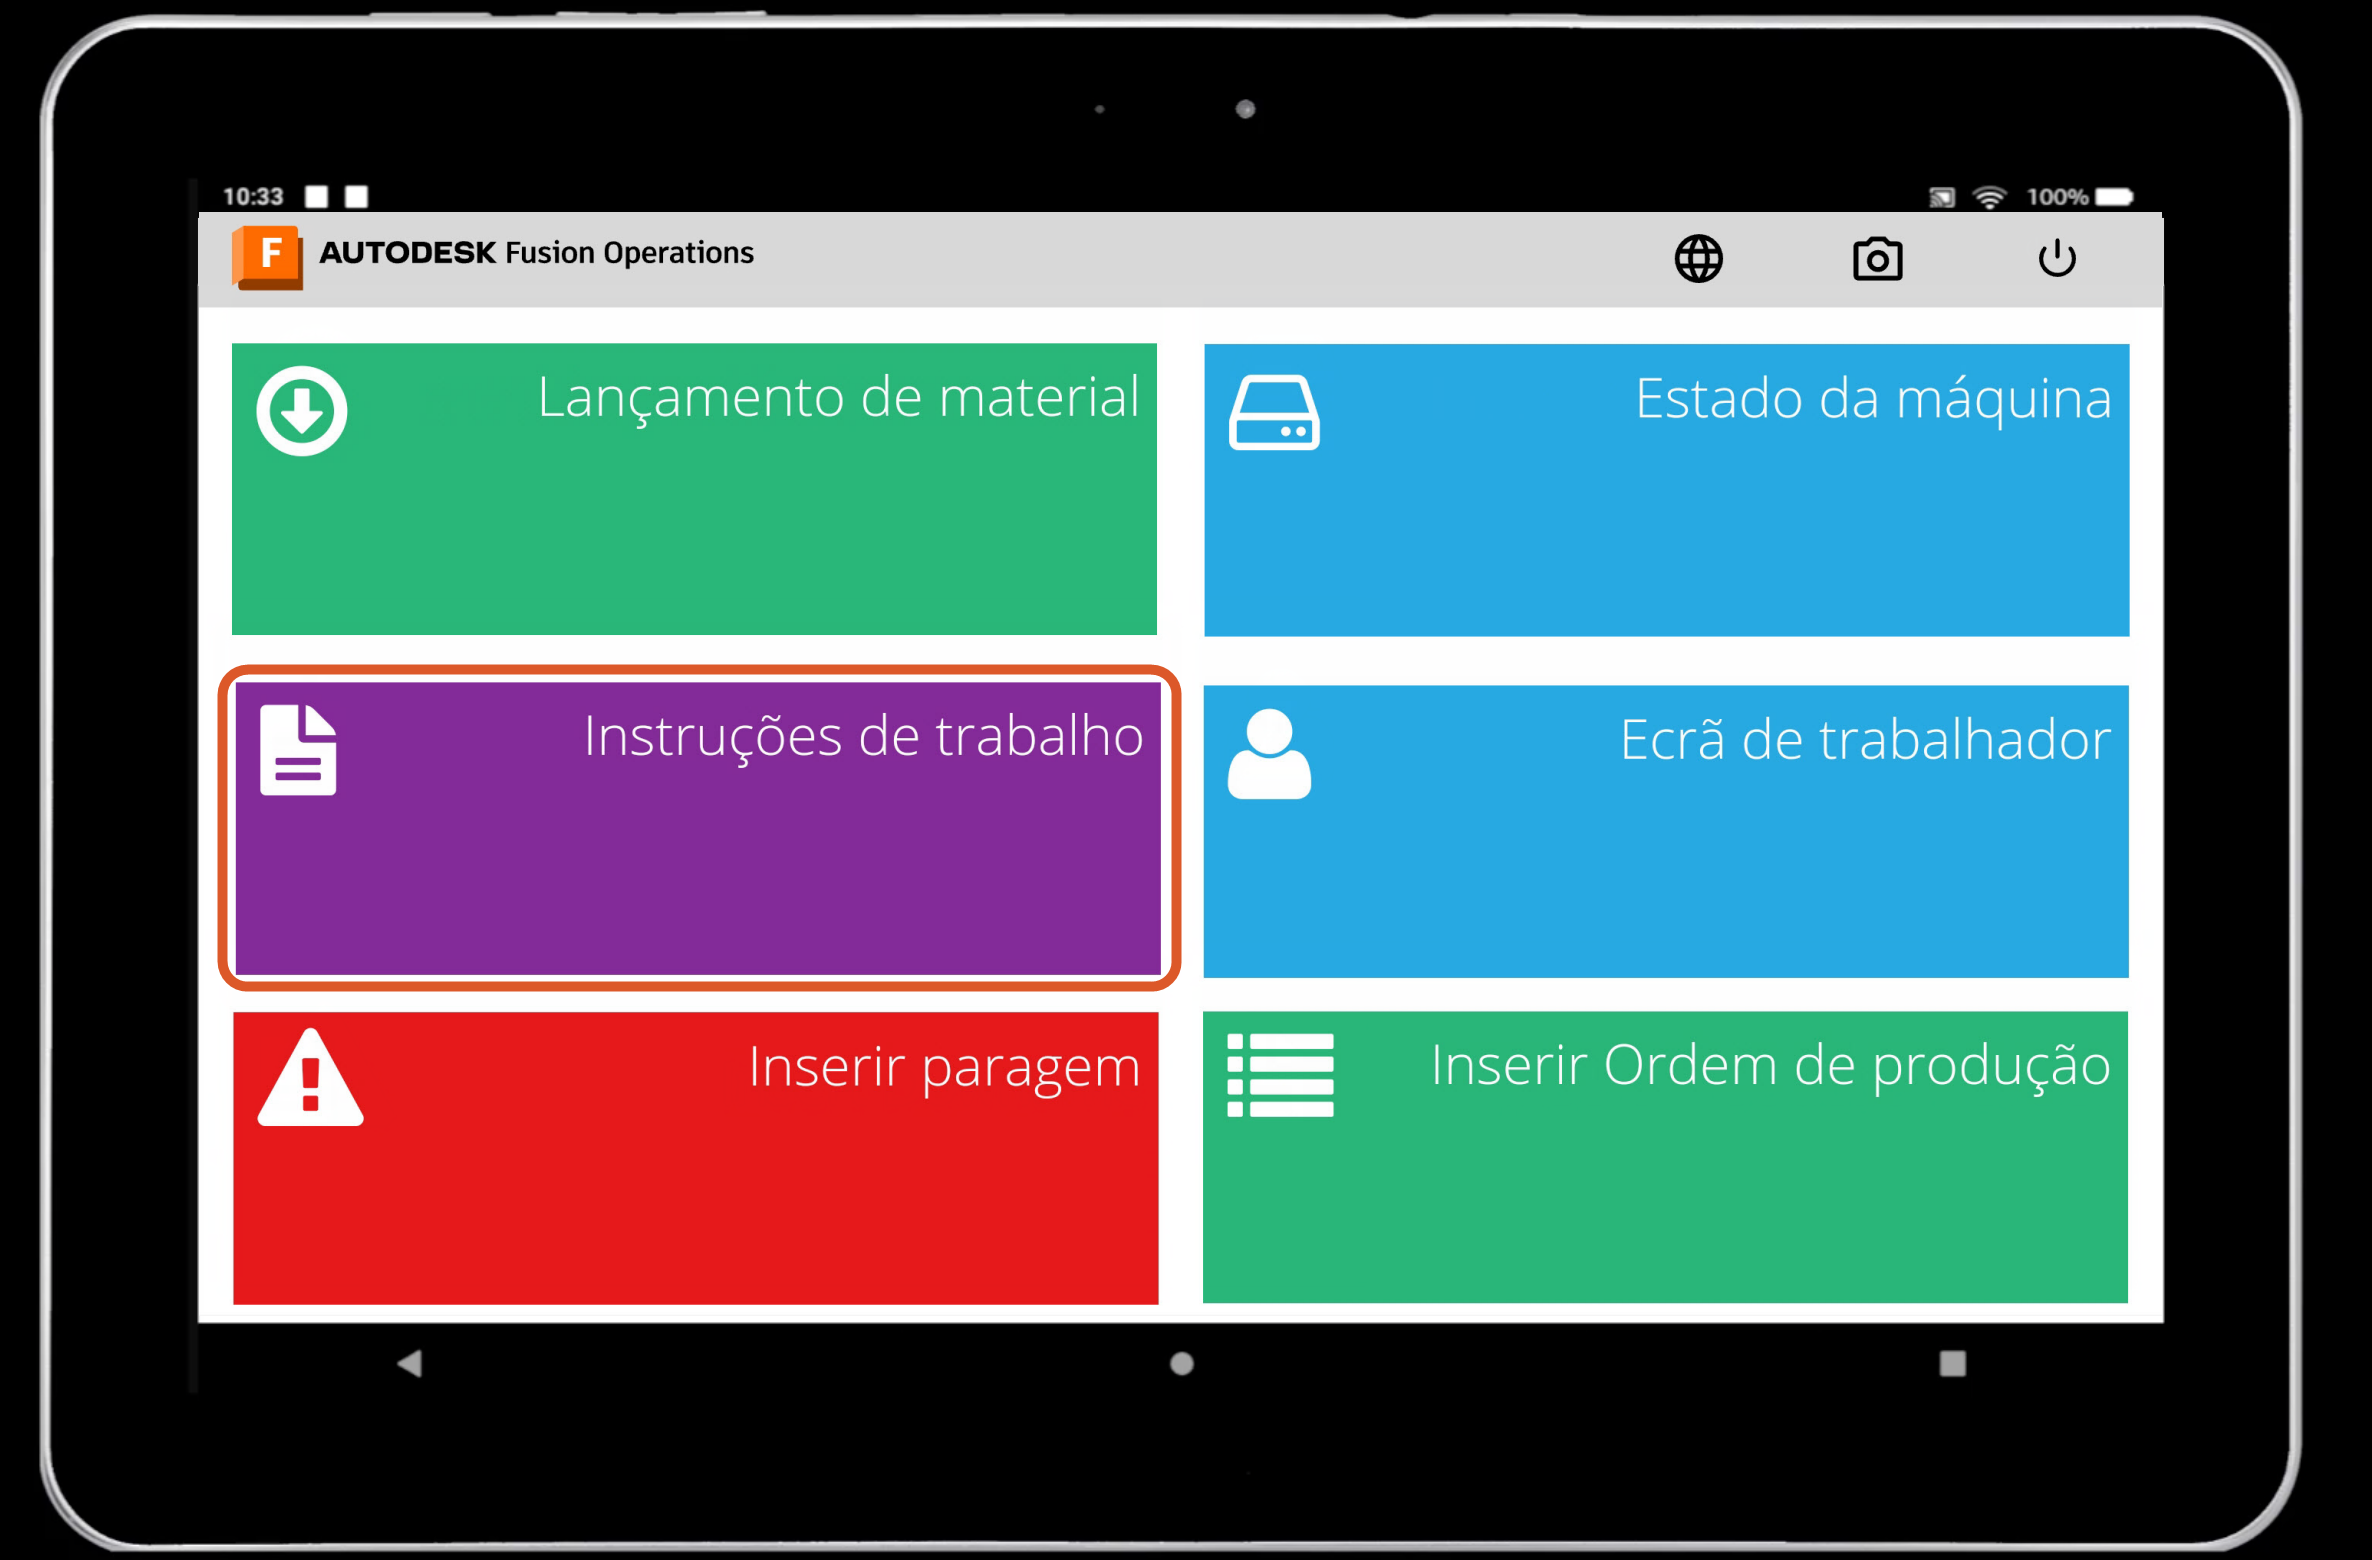 10:33
100%
F AUTODESK Fusion Operations
Lançamento de material
Estado da máquina
Instruções de trabalho
Ecrã de trabalhador
Inserir paragem
Inserir Ordem de produção